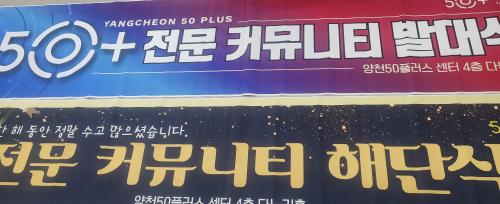 YANGCHEON 50 PLUS
50+ 전문 커뮤니티 발대식
양천50플러스 센터 4층
해 동안 정말 수고 많으셨습니다.
전문 커뮤니티 해단식
양천50플러스 센터 4층